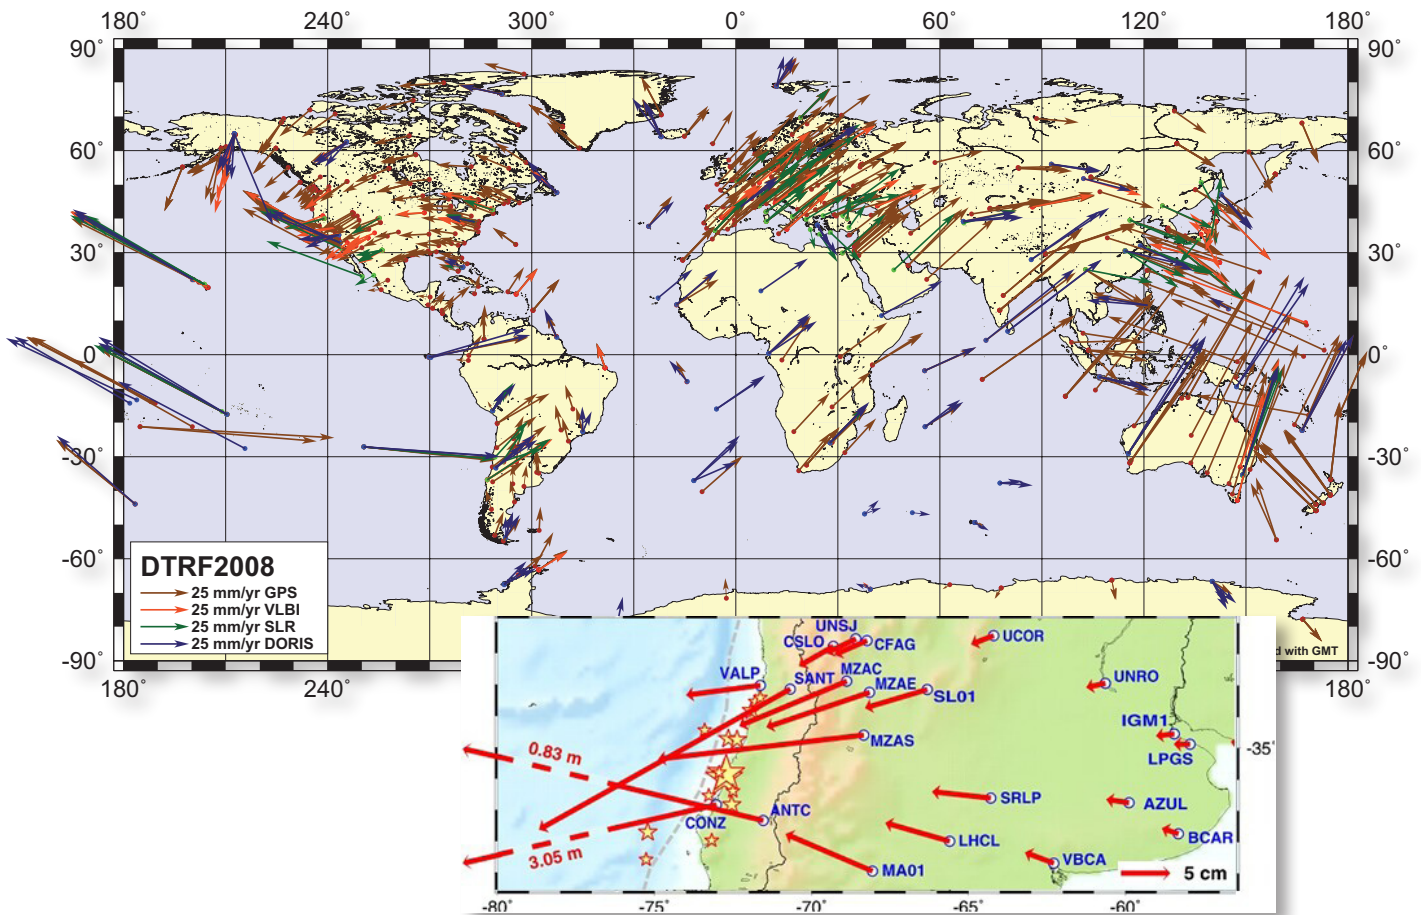 180° 240° 300° 0° 60° 120° 180°
90° 90°
60° 60°
30° 30°
0° 0°
-30° -30°
-60° -60°
-90° -90°
DTRF2008
25 mm/yr GPS
25 mm/yr VLBI
25 mm/yr SLR
25 mm/yr DORIS
d with GMT
180° 240° 180°
UNSJ
CSLO CFAG UCOR
VALP SANT MZAC MZAE SL01 UNRO
IGM1
MZAS LPGS
-35°
0.83 m
SRLP AZUL
CONZ ANTC
LHCL BCAR
3.05 m
MA01 VBCA
5 cm
-80° -75° -70° -65° -60°